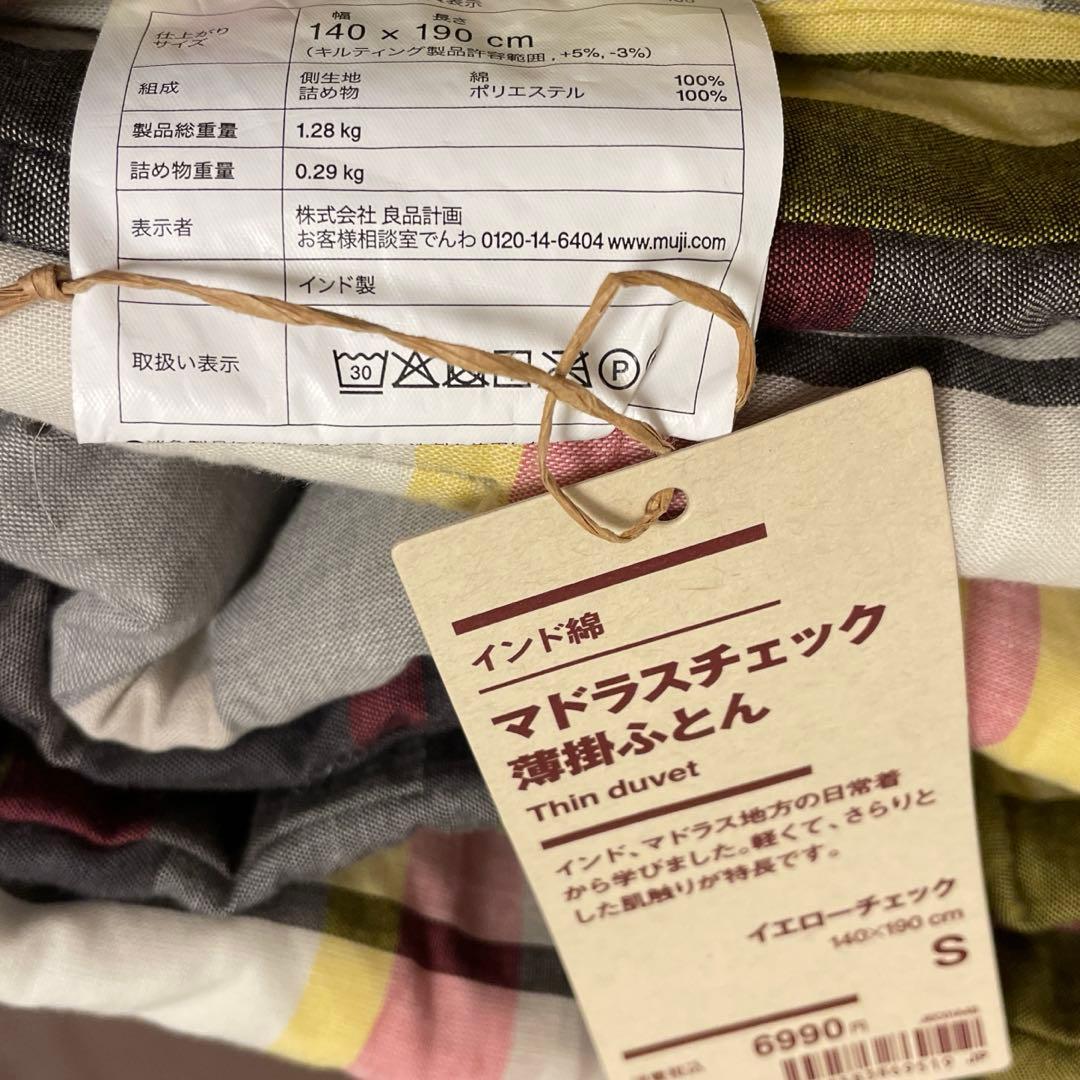 表示
仕上がり
サイズ
幅 長さ
140 × 190 cm
(キルティング製品許容範囲, +5%, -3%)
組成 側生地 綿 100%
詰め物 ポリエステル 100%
製品総重量 1.28 kg
詰め物重量 0.29 kg
表示者 株式会社 良品計画
お客様相談室でんわ 0120-14-6404 www.muji.com
インド製
取扱い表示 30 P
インド綿
マドラスチェック
薄掛ふとん
Thin duvet
インド、マドラス地方の日常着
から学びました。軽くて、さらりと
した肌触りが特長です。
イエローチェック
140×190 cm
S
6990円